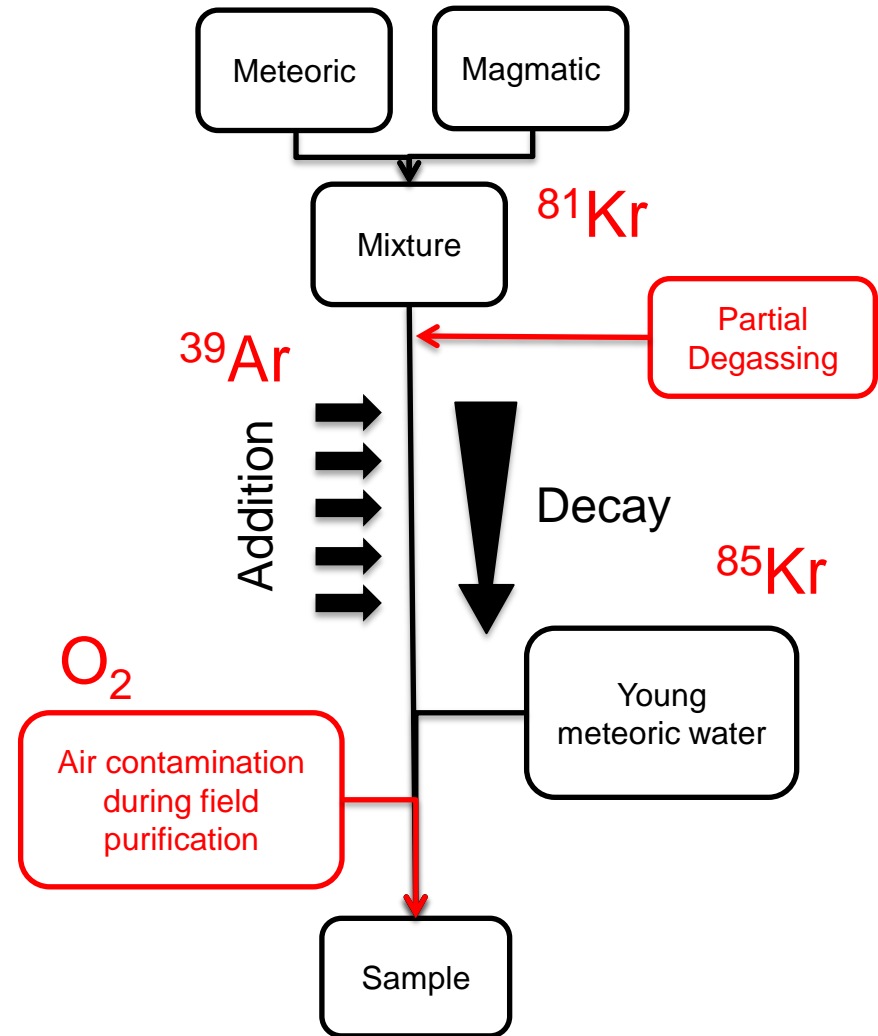 Meteoric
Magmatic
⁸¹Kr
Mixture
Partial
Degassing
³⁹Ar
Addition
Decay
⁸⁵Kr
O₂
Young
meteoric water
Air contamination
during field
purification
Sample